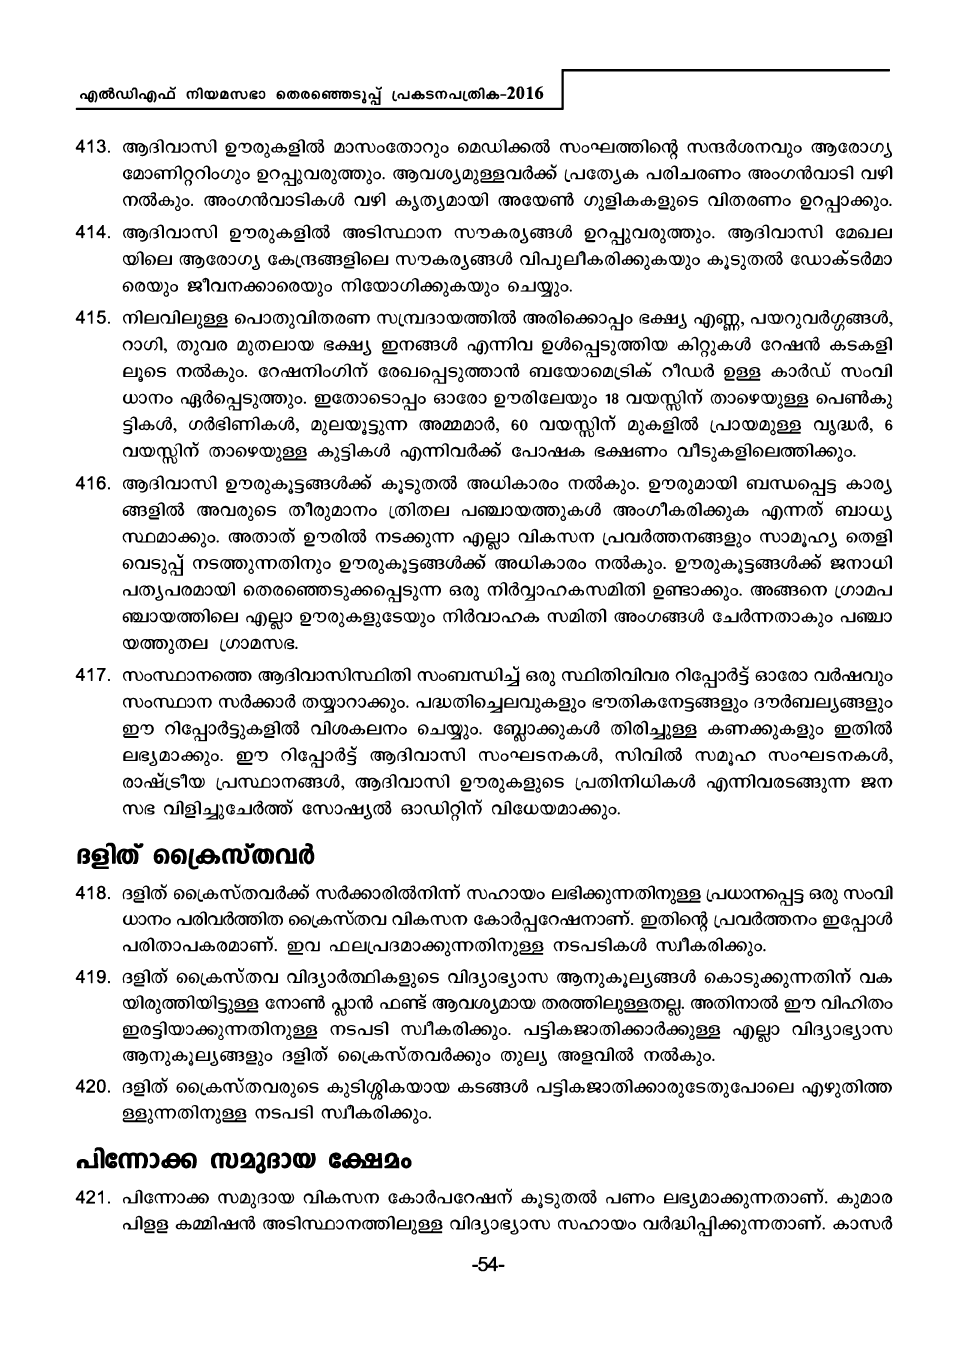 എൽഡിഎഫ് നിയമസഭാ തെരഞ്ഞെടുപ്പ് പ്രകടനപത്രിക-2016
413. ആദിവാസി ഊരുകളിൽ മാസംതോറും മെഡിക്കൽ സംഘത്തിന്റെ സന്ദർശനവും ആരോഗ്യ
മോണിറ്ററിംഗും ഉറപ്പുവരുത്തും. ആവശ്യമുള്ളവർക്ക് പ്രത്യേക പരിചരണം അംഗൻവാടി വഴി
നൽകും. അംഗൻവാടികൾ വഴി കൃത്യമായി അയേൺ ഗുളികകളുടെ വിതരണം ഉറപ്പാക്കും.
414. ആദിവാസി ഊരുകളിൽ അടിസ്ഥാന സൗകര്യങ്ങൾ ഉറപ്പുവരുത്തും. ആദിവാസി മേഖല
യിലെ ആരോഗ്യ കേന്ദ്രങ്ങളിലെ സൗകര്യങ്ങൾ വിപുലീകരിക്കുകയും കൂടുതൽ ഡോക്ടർമാ
രെയും ജീവനക്കാരെയും നിയോഗിക്കുകയും ചെയ്യും.
415. നിലവിലുള്ള പൊതുവിതരണ സമ്പ്രദായത്തിൽ അരിക്കൊപ്പം ഭക്ഷ്യ എണ്ണ, പയറുവർഗ്ഗങ്ങൾ,
റാഗി, തുവര മുതലായ ഭക്ഷ്യ ഇനങ്ങൾ എന്നിവ ഉൾപ്പെടുത്തിയ കിറ്റുകൾ റേഷൻ കടകളി
ലൂടെ നൽകും. റേഷനിംഗിന് രേഖപ്പെടുത്താൻ ബയോമെട്രിക് റീഡർ ഉള്ള കാർഡ് സംവി
ധാനം ഏർപ്പെടുത്തും. ഇതോടൊപ്പം ഓരോ ഊരിലേയും 18 വയസ്സിന് താഴെയുള്ള പെൺകു
ട്ടികൾ, ഗർഭിണികൾ, മുലയൂട്ടുന്ന അമ്മമാർ, 60 വയസ്സിന് മുകളിൽ പ്രായമുള്ള വൃദ്ധർ, 6
വയസ്സിന് താഴെയുള്ള കുട്ടികൾ എന്നിവർക്ക് പോഷക ഭക്ഷണം വീടുകളിലെത്തിക്കും.
416. ആദിവാസി ഊരുകൂട്ടങ്ങൾക്ക് കൂടുതൽ അധികാരം നൽകും. ഊരുമായി ബന്ധപ്പെട്ട കാര്യ
ങ്ങളിൽ അവരുടെ തീരുമാനം ത്രിതല പഞ്ചായത്തുകൾ അംഗീകരിക്കുക എന്നത് ബാധ്യ
സ്ഥമാക്കും. അതാത് ഊരിൽ നടക്കുന്ന എല്ലാ വികസന പ്രവർത്തനങ്ങളും സാമൂഹ്യ തെളി
വെടുപ്പ് നടത്തുന്നതിനും ഊരുകൂട്ടങ്ങൾക്ക് അധികാരം നൽകും. ഊരുകൂട്ടങ്ങൾക്ക് ജനാധി
പത്യപരമായി തെരഞ്ഞെടുക്കപ്പെടുന്ന ഒരു നിർവ്വാഹകസമിതി ഉണ്ടാക്കും. അങ്ങനെ ഗ്രാമപ
ഞ്ചായത്തിലെ എല്ലാ ഊരുകളുടേയും നിർവാഹക സമിതി അംഗങ്ങൾ ചേർന്നതാകും പഞ്ചാ
യത്തുതല ഗ്രാമസഭ.
417. സംസ്ഥാനത്തെ ആദിവാസിസ്ഥിതി സംബന്ധിച്ച് ഒരു സ്ഥിതിവിവര റിപ്പോർട്ട് ഓരോ വർഷവും
സംസ്ഥാന സർക്കാർ തയ്യാറാക്കും. പദ്ധതിച്ചെലവുകളും ഭൗതികനേട്ടങ്ങളും ദൗർബല്യങ്ങളും
ഈ റിപ്പോർട്ടുകളിൽ വിശകലനം ചെയ്യും. ബ്ലോക്കുകൾ തിരിച്ചുള്ള കണക്കുകളും ഇതിൽ
ലഭ്യമാക്കും. ഈ റിപ്പോർട്ട് ആദിവാസി സംഘടനകൾ, സിവിൽ സമൂഹ സംഘടനകൾ,
രാഷ്ട്രീയ പ്രസ്ഥാനങ്ങൾ, ആദിവാസി ഊരുകളുടെ പ്രതിനിധികൾ എന്നിവരടങ്ങുന്ന ജന
സഭ വിളിച്ചുചേർത്ത് സോഷ്യൽ ഓഡിറ്റിന് വിധേയമാക്കും.
ദളിത് ക്രൈസ്തവർ
418. ദളിത് ക്രൈസ്തവർക്ക് സർക്കാരിൽനിന്ന് സഹായം ലഭിക്കുന്നതിനുള്ള പ്രധാനപ്പെട്ട ഒരു സംവി
ധാനം പരിവർത്തിത ക്രൈസ്തവ വികസന കോർപ്പറേഷനാണ്. ഇതിന്റെ പ്രവർത്തനം ഇപ്പോൾ
പരിതാപകരമാണ്. ഇവ ഫലപ്രദമാക്കുന്നതിനുള്ള നടപടികൾ സ്വീകരിക്കും.
419. ദളിത് ക്രൈസ്തവ വിദ്യാർത്ഥികളുടെ വിദ്യാഭ്യാസ ആനുകൂല്യങ്ങൾ കൊടുക്കുന്നതിന് വക
യിരുത്തിയിട്ടുള്ള നോൺ പ്ലാൻ ഫണ്ട് ആവശ്യമായ തരത്തിലുള്ളതല്ല. അതിനാൽ ഈ വിഹിതം
ഇരട്ടിയാക്കുന്നതിനുള്ള നടപടി സ്വീകരിക്കും. പട്ടികജാതിക്കാർക്കുള്ള എല്ലാ വിദ്യാഭ്യാസ
ആനുകൂല്യങ്ങളും ദളിത് ക്രൈസ്തവർക്കും തുല്യ അളവിൽ നൽകും.
420. ദളിത് ക്രൈസ്തവരുടെ കുടിശ്ശികയായ കടങ്ങൾ പട്ടികജാതിക്കാരുടേതുപോലെ എഴുതിത്ത
ള്ളുന്നതിനുള്ള നടപടി സ്വീകരിക്കും.
പിന്നോക്ക സമുദായ ക്ഷേമം
421. പിന്നോക്ക സമുദായ വികസന കോർപറേഷന് കൂടുതൽ പണം ലഭ്യമാക്കുന്നതാണ്. കുമാര
പിളള കമ്മിഷൻ അടിസ്ഥാനത്തിലുള്ള വിദ്യാഭ്യാസ സഹായം വർദ്ധിപ്പിക്കുന്നതാണ്. കാസർ
-54-